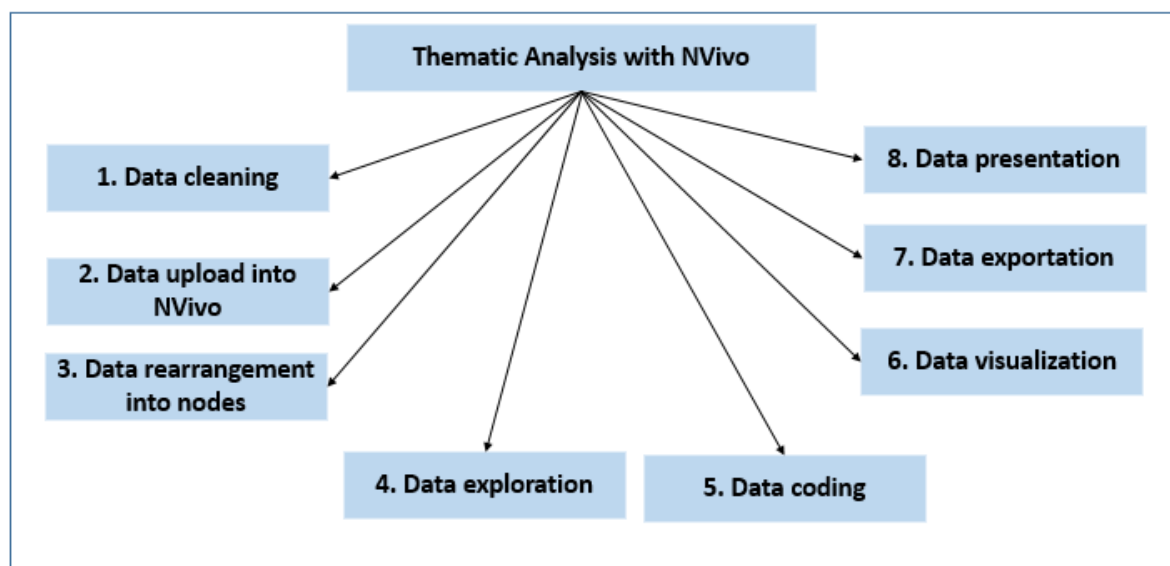 Thematic Analysis with NVivo
1. Data cleaning
2. Data upload into
NVivo
3. Data rearrangement
into nodes
4. Data exploration
5. Data coding
6. Data visualization
7. Data exportation
8. Data presentation